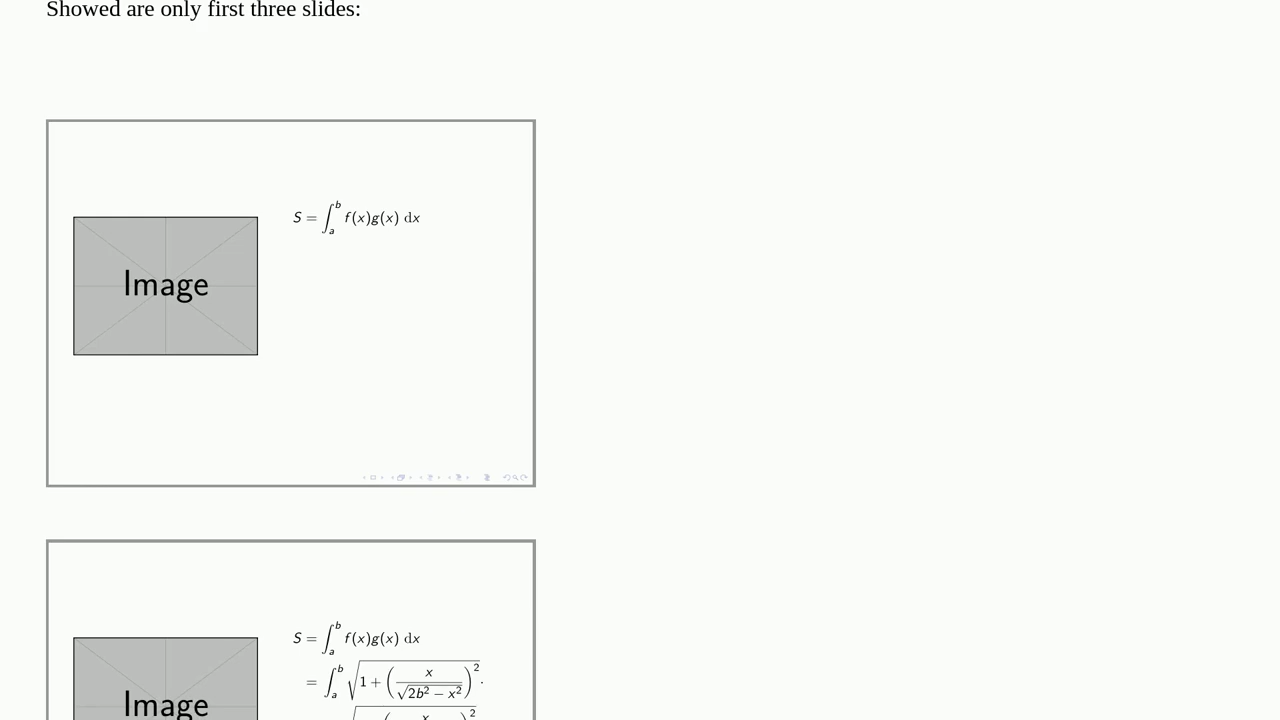 Showed are only first three slides:
S = ∫_a^b f(x)g(x) dx
Image
S = ∫_a^b f(x)g(x) dx
= ∫_a^b √(1 + (x/√(2b² − x²))²) ·
Image